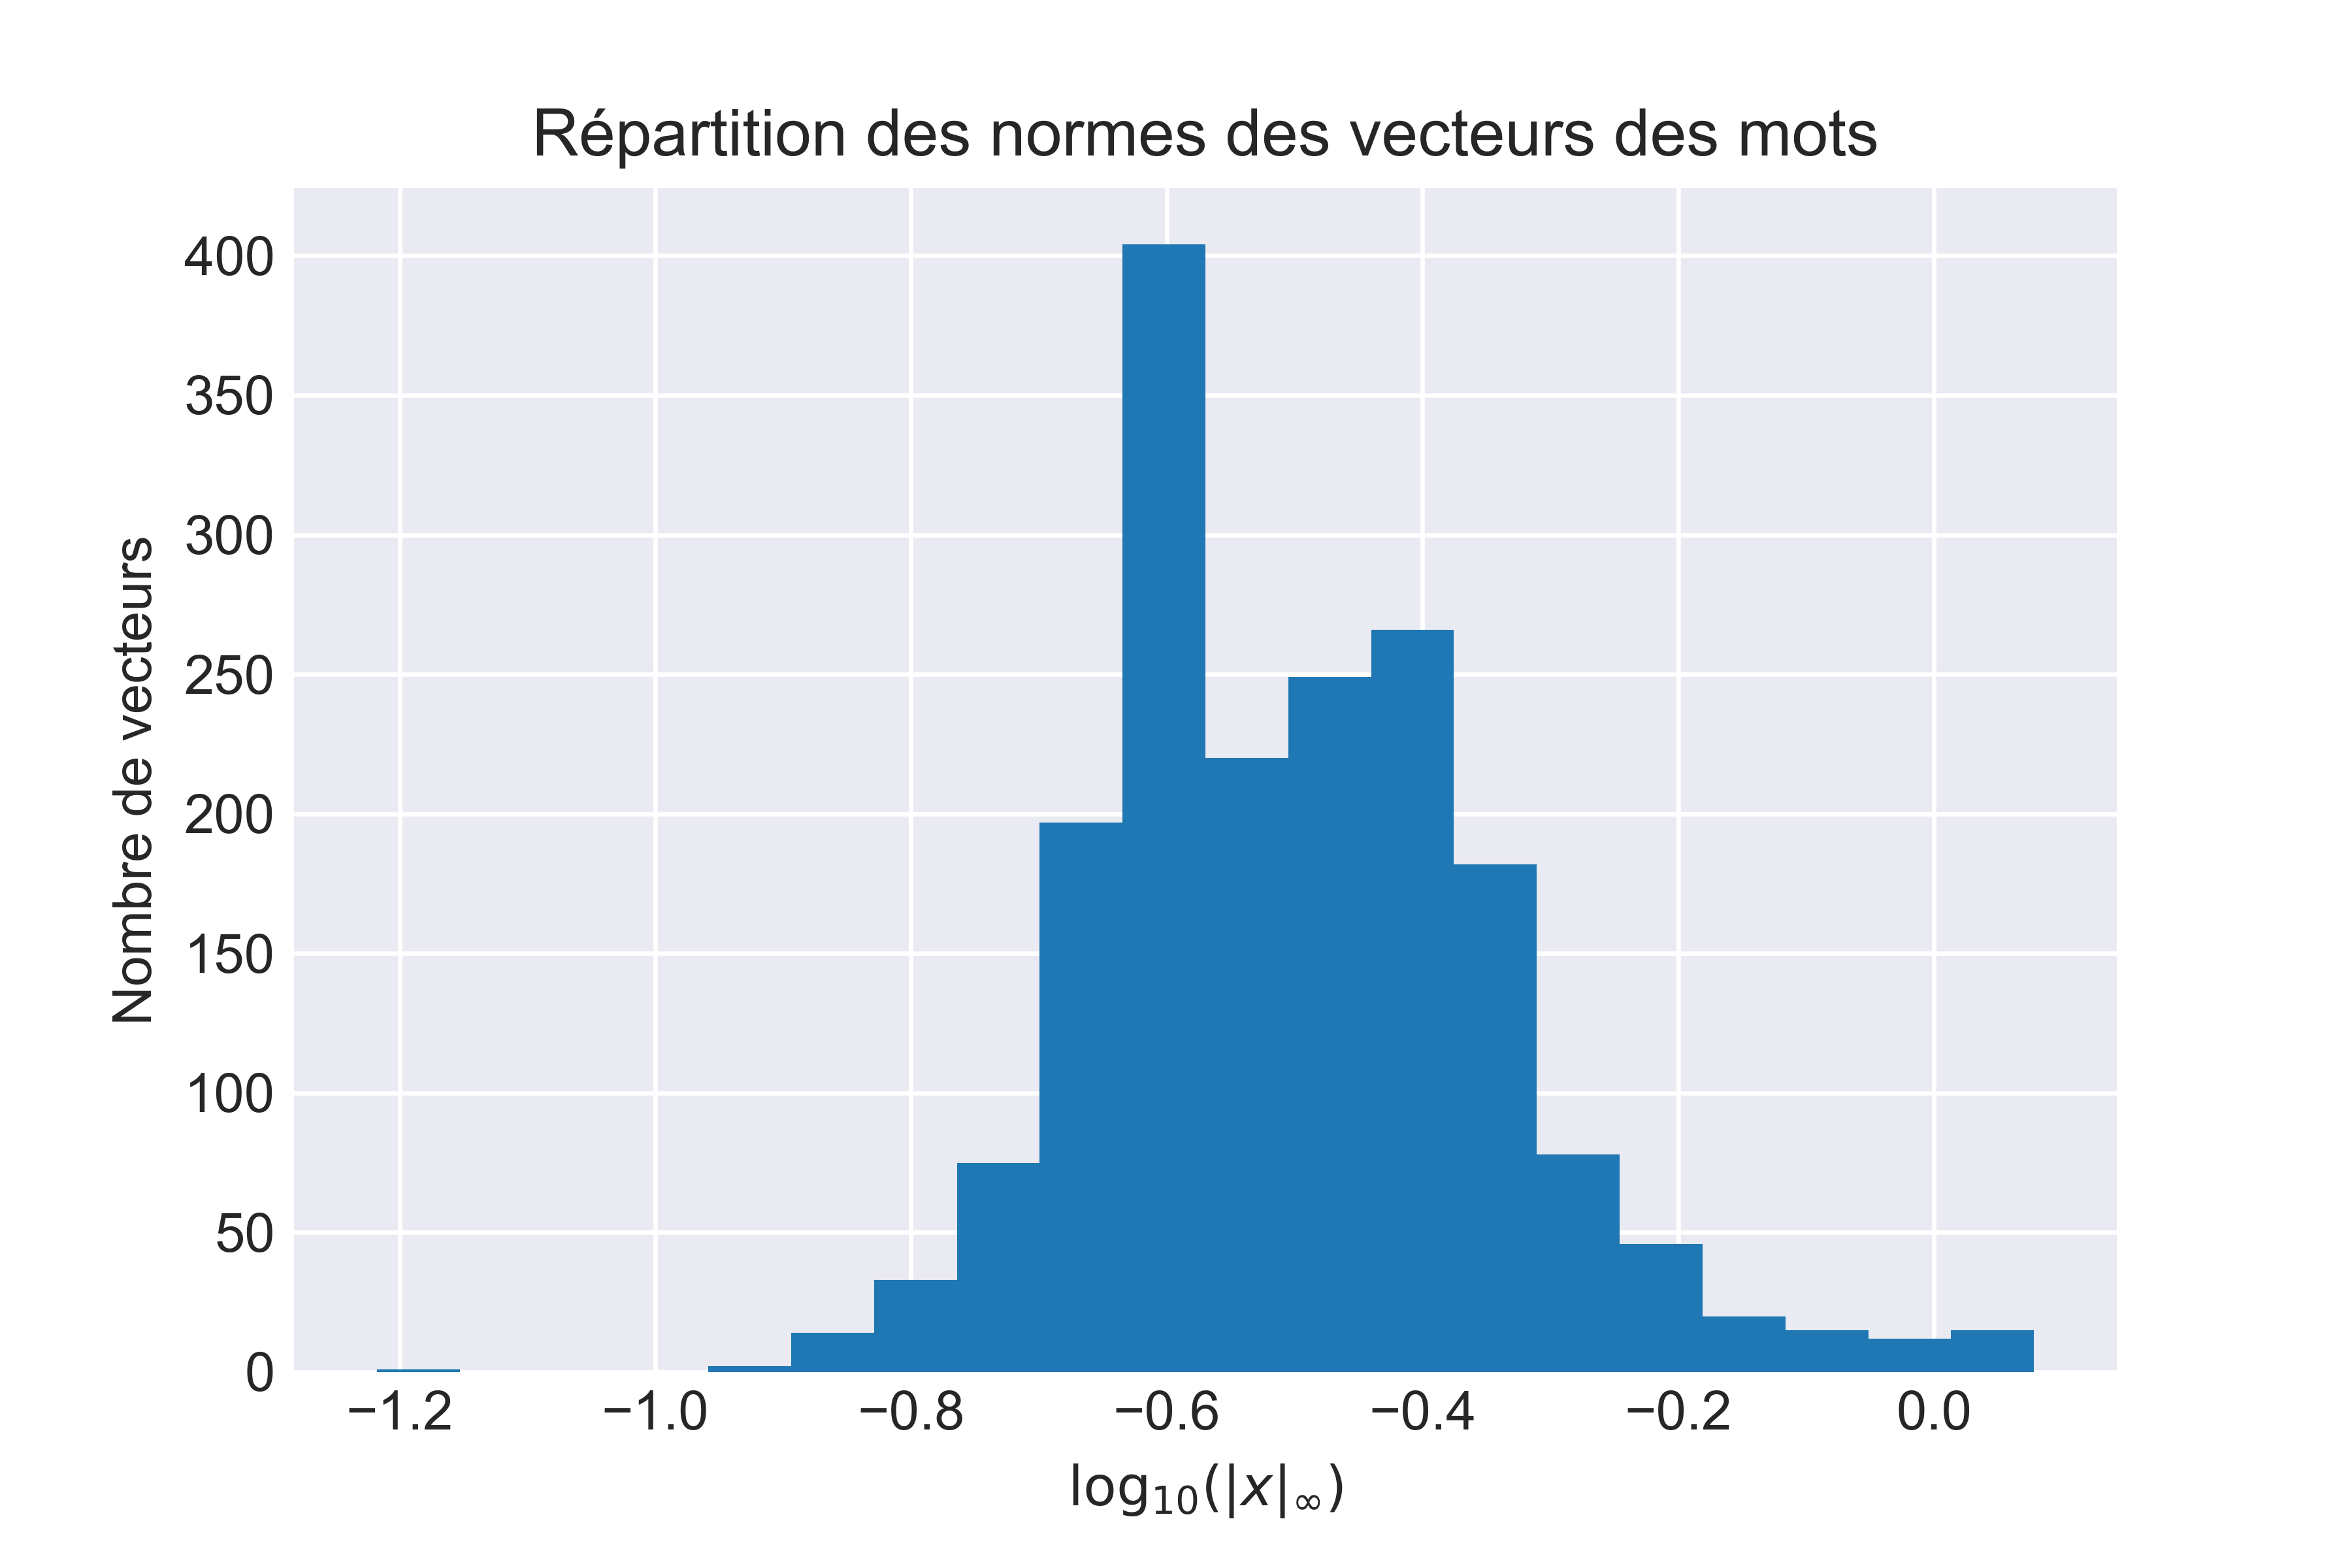 Répartition des normes des vecteurs des mots
Nombre de vecteurs
400
350
300
250
200
150
100
50
0
−1.2 −1.0 −0.8 −0.6 −0.4 −0.2 0.0
log₁₀(|x|∞)